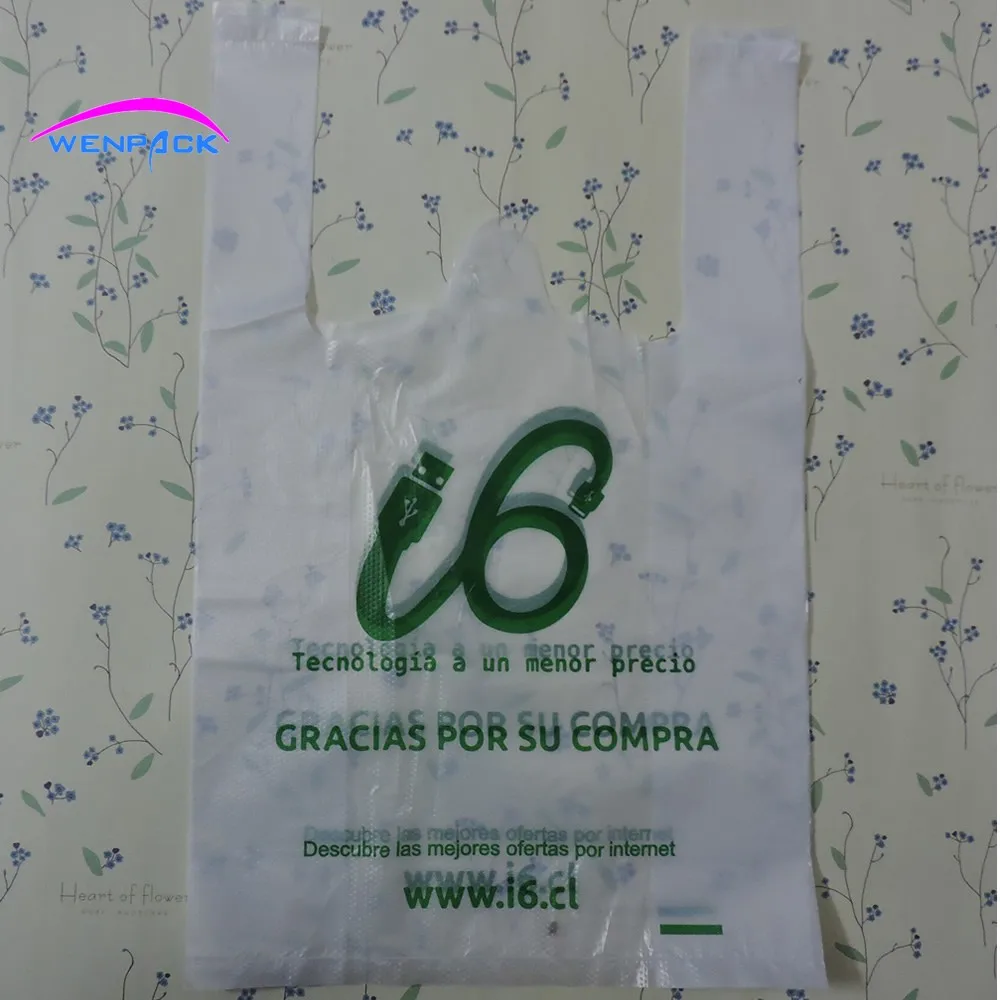 WENPACK
i6
Tecnología a un menor precio
GRACIAS POR SU COMPRA
Descubre las mejores ofertas por internet
www.i6.cl
Heart of flower
Heart of flower